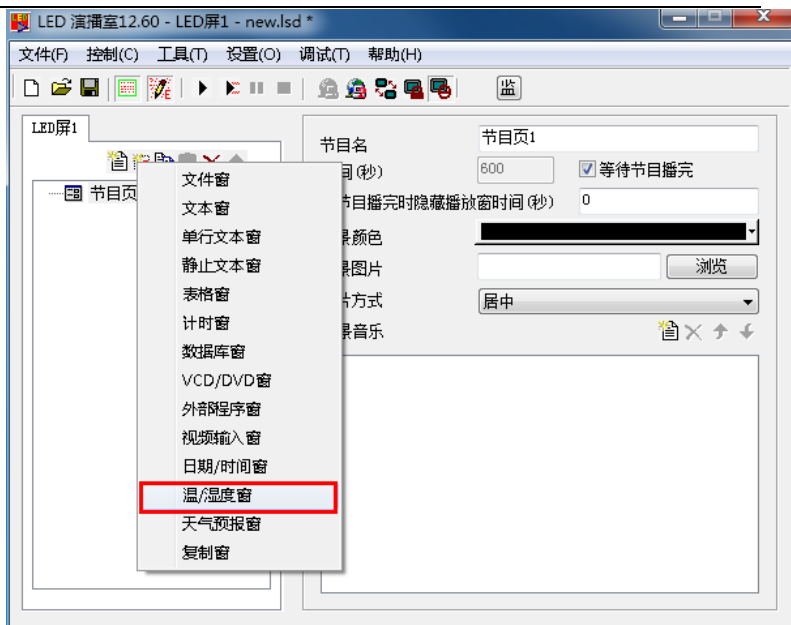 LED 演播室12.60 - LED屏1 - new.lsd *
文件(F) 控制(C) 工具(T) 设置(O) 调试(T) 帮助(H)
监
LED屏1
节目页
文件窗
文本窗
单行文本窗
静止文本窗
表格窗
计时窗
数据库窗
VCD/DVD窗
外部程序窗
视频输入窗
日期/时间窗
温/湿度窗
天气预报窗
复制窗
节目名 节目页1
间(秒) 600 等待节目播完
节目播完时隐藏播放窗时间(秒) 0
景颜色
景图片 浏览
片方式 居中
景音乐